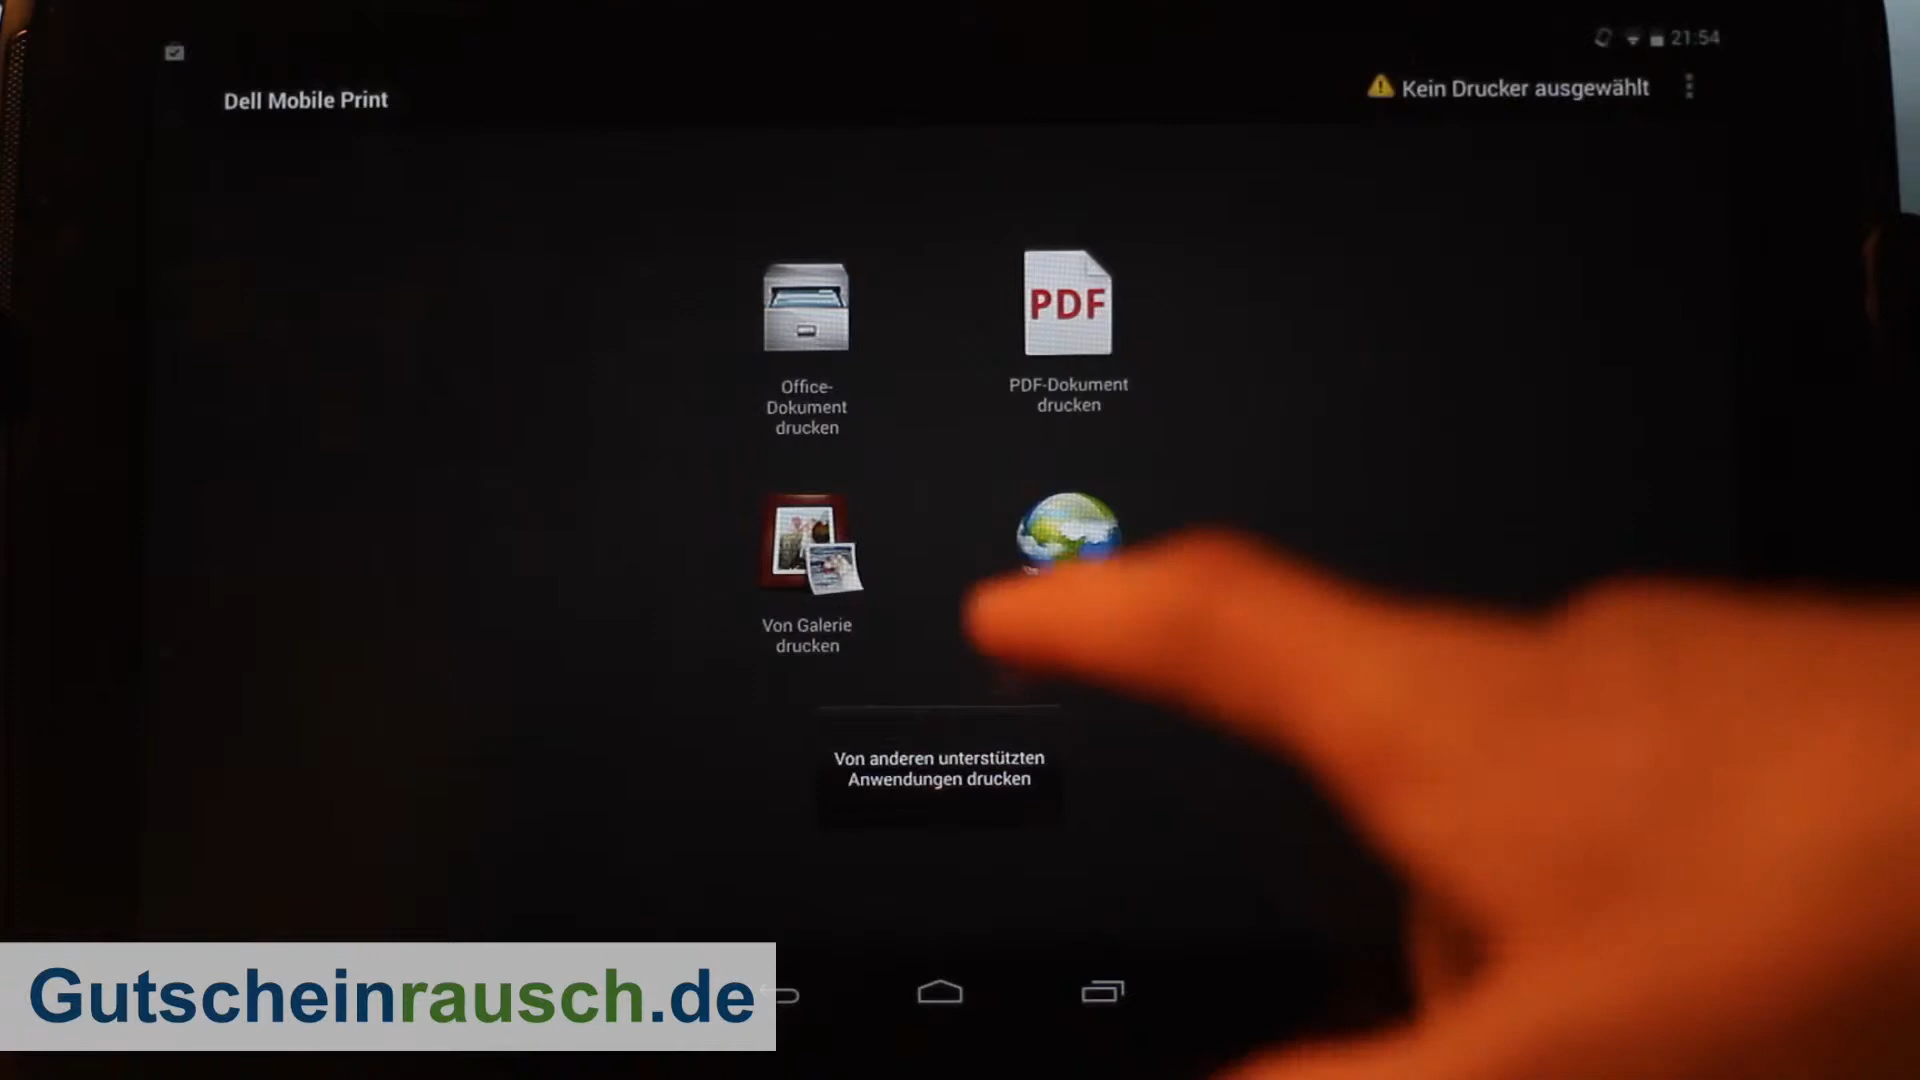 21:54
Dell Mobile Print
Kein Drucker ausgewählt
Office-
Dokument
drucken
PDF
PDF-Dokument
drucken
Von Galerie
drucken
Von anderen unterstützten
Anwendungen drucken
Gutscheinrausch.de